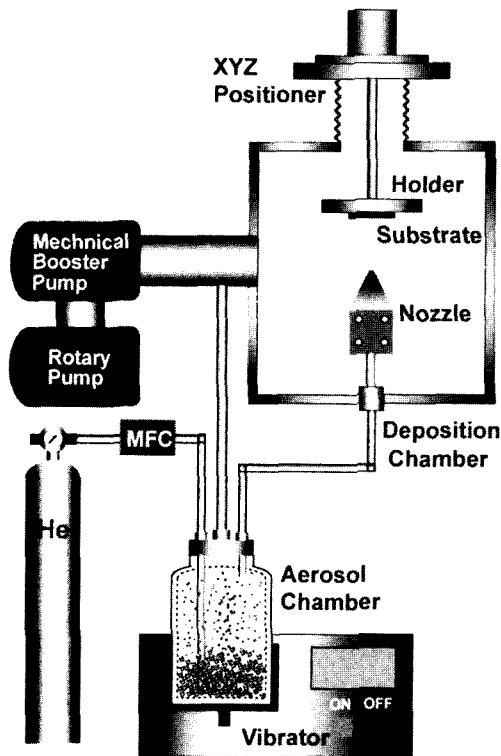 XYZ
Positioner
Holder
Substrate
Mechnical
Booster
Pump
Nozzle
Rotary
Pump
MFC
Deposition
Chamber
He
Aerosol
Chamber
ON OFF
Vibrator